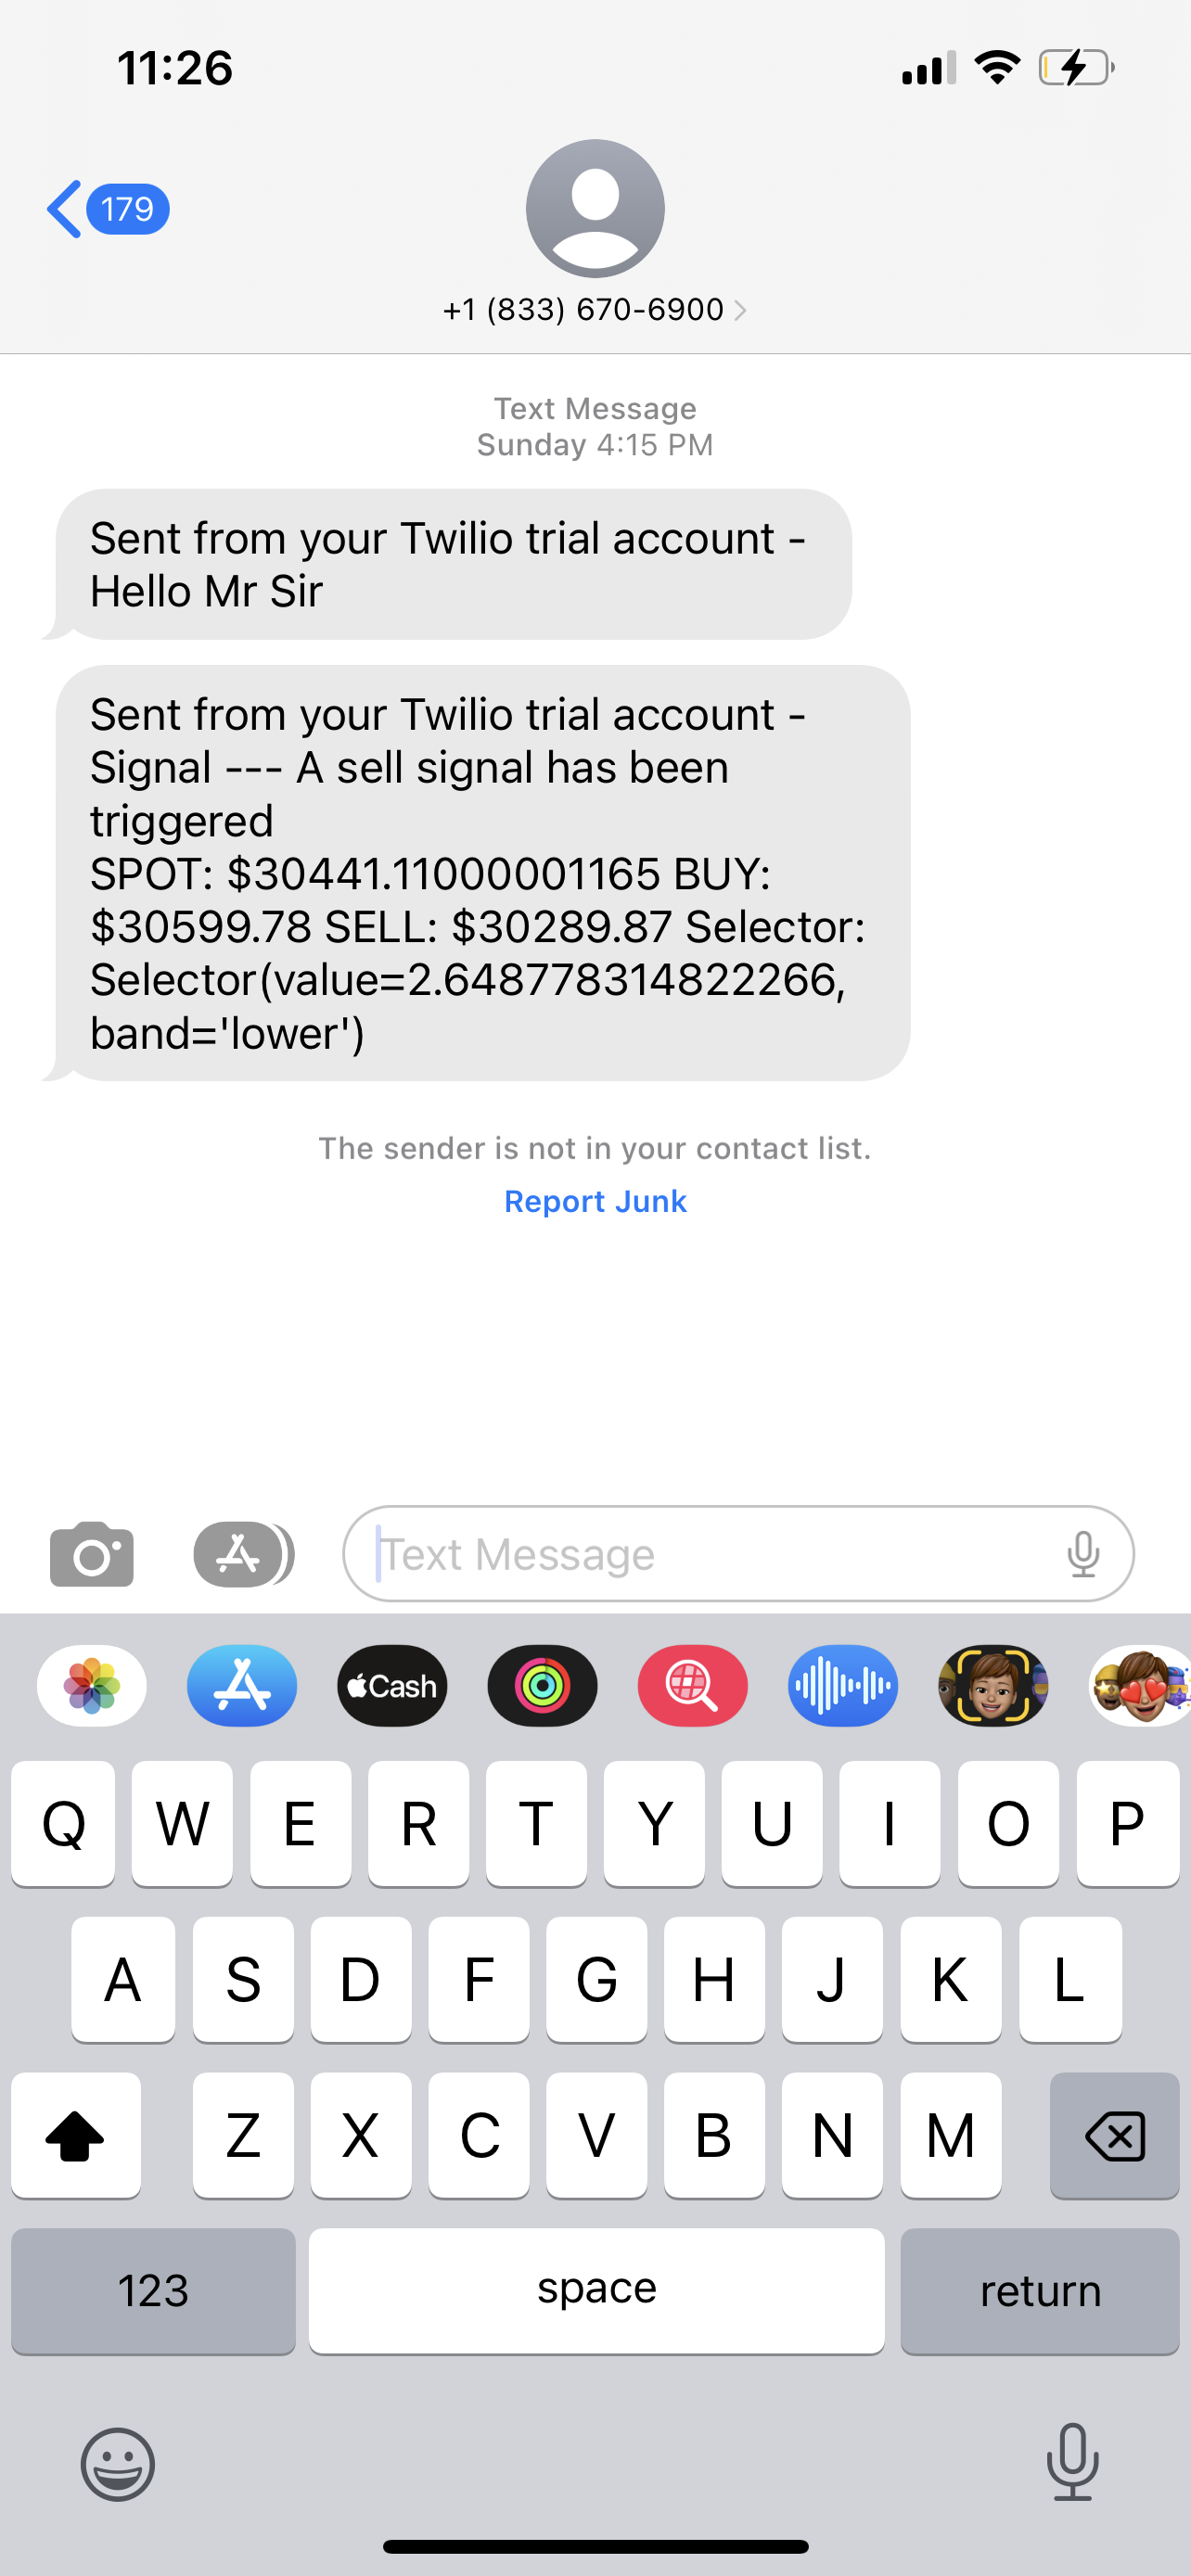 11:26
179
+1 (833) 670-6900
Text Message
Sunday 4:15 PM
Sent from your Twilio trial account -
Hello Mr Sir
Sent from your Twilio trial account -
Signal --- A sell signal has been
triggered
SPOT: $30441.11000001165 BUY:
$30599.78 SELL: $30289.87 Selector:
Selector(value=2.648778314822266,
band='lower')
The sender is not in your contact list.
Report Junk
Text Message
Cash
Q W E R T Y U I O P
A S D F G H J K L
Z X C V B N M
123 space return